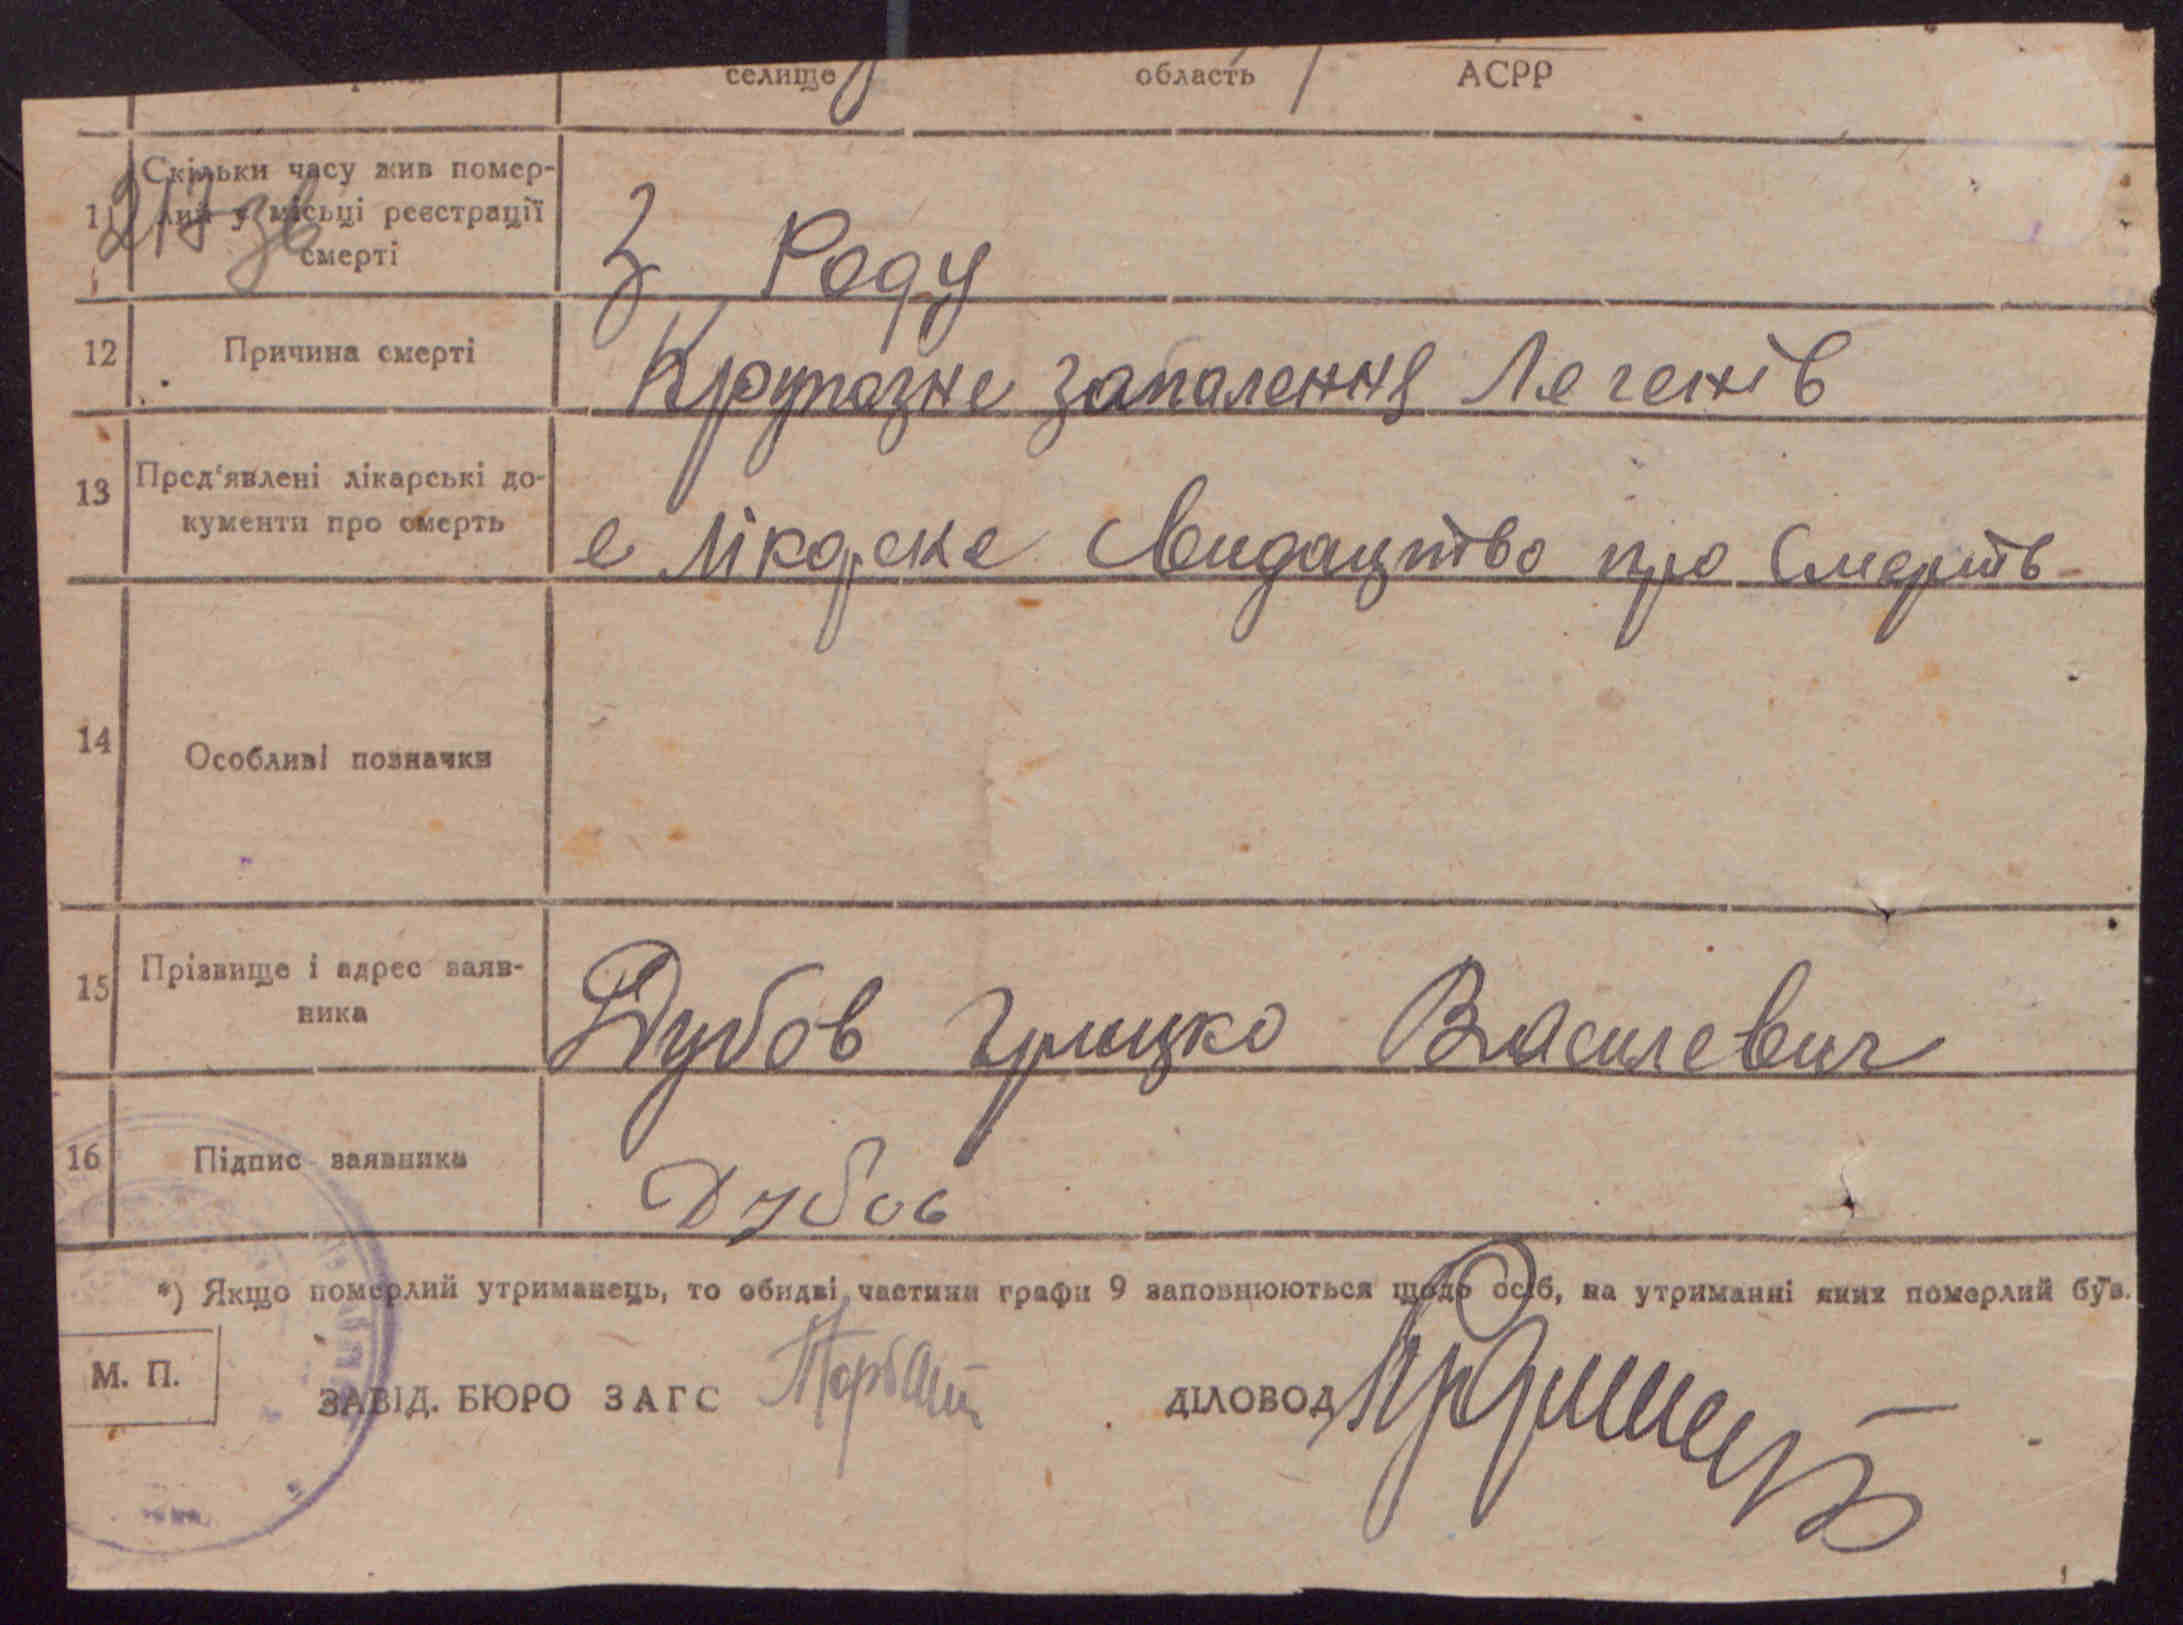 селище область АСРР
11 Скільки часу жив помер-
лий у місьці реєстрації
смерті
З Роду
12 Причина смерті Крупозне запалення Легенів
13 Пред'явлені лікарські до-
кументи про смерть
е лікарске Свидацтво про Смерть
14 Особливі позначки
15 Прізвище і адрес заяв-
ника
Дубов Грицко Василевич
16 Підпис заявника Дубов
*) Якщо померлий утриманець, то обидві частини графи 9 заповнюються щодо осіб, на утриманні яких померлий був.
М. П.
ЗАВІД. БЮРО ЗАГС ДІЛОВОД